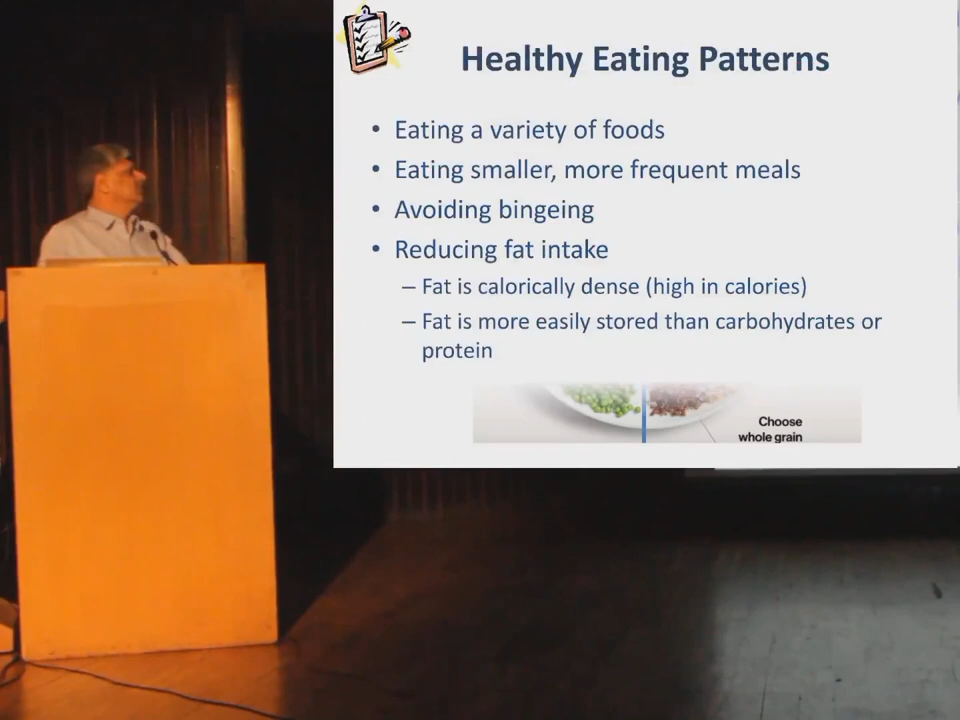 Healthy Eating Patterns
• Eating a variety of foods
• Eating smaller, more frequent meals
• Avoiding bingeing
• Reducing fat intake
– Fat is calorically dense (high in calories)
– Fat is more easily stored than carbohydrates or
protein
Choose
whole grain